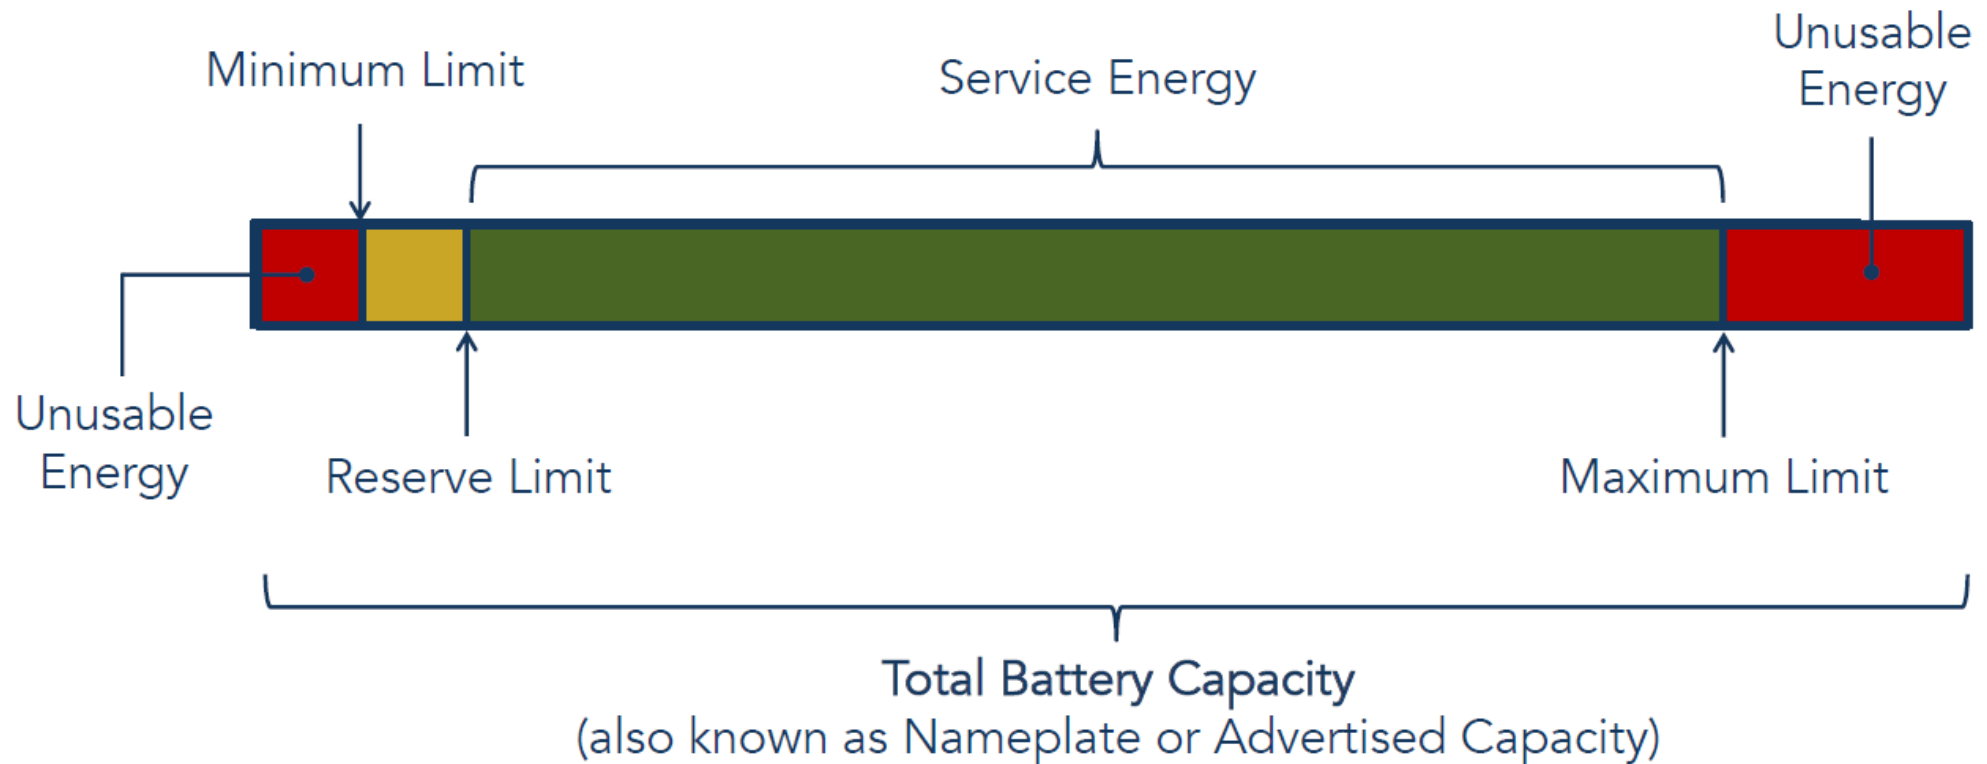 Unusable
Energy
Minimum Limit
Service Energy
Unusable
Energy
Reserve Limit
Maximum Limit
Total Battery Capacity
(also known as Nameplate or Advertised Capacity)